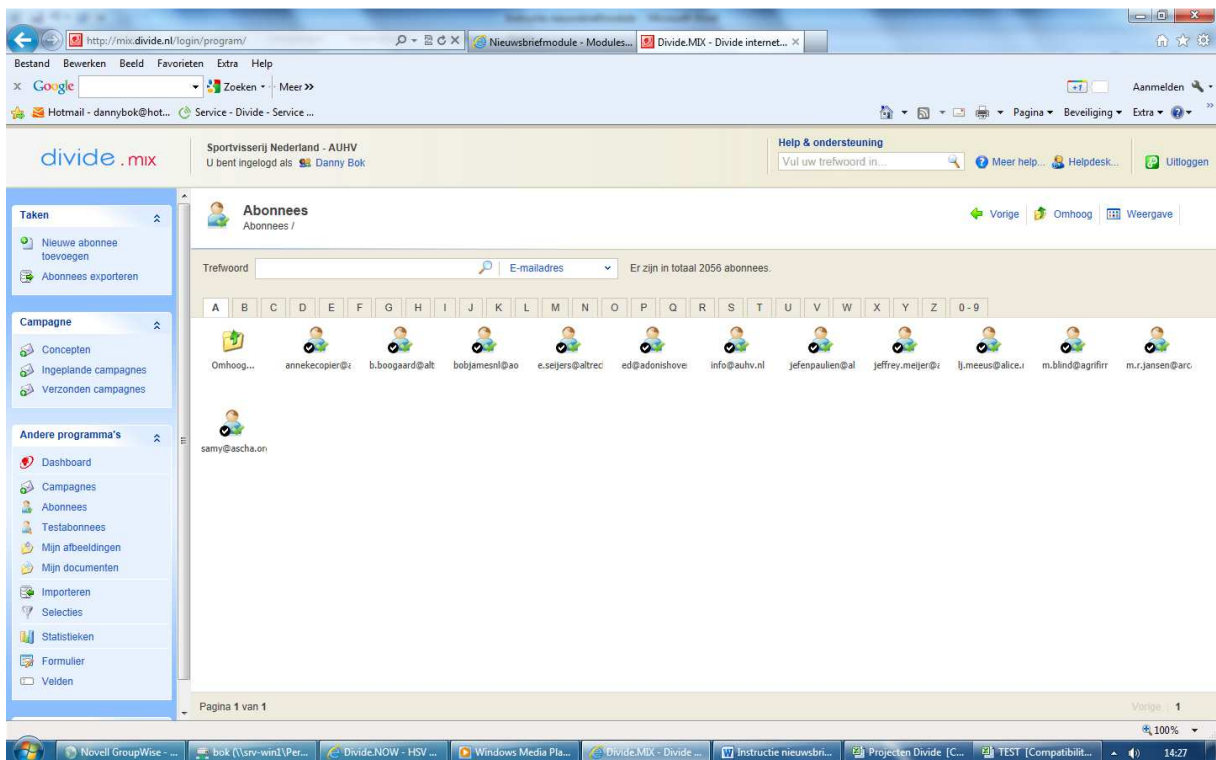 http://mix.divide.nl/login/program/
Nieuwsbriefmodule - Modules...
Divide.MIX - Divide internet...
Bestand Bewerken Beeld Favorieten Extra Help
x Google Zoeken Meer >> +1 Aanmelden
Hotmail - dannybok@hot... Service - Divide - Service ... Pagina Beveiliging Extra
divide.mix
Sportvisserij Nederland - AUHV
U bent ingelogd als Danny Bok
Help & ondersteuning
Vul uw trefwoord in... Meer help... Helpdesk... Uitloggen
Taken
Nieuwe abonnee
toevoegen
Abonnees exporteren
Campagne
Concepten
Ingeplande campagnes
Verzonden campagnes
Andere programma's
Dashboard
Campagnes
Abonnees
Testabonnees
Mijn afbeeldingen
Mijn documenten
Importeren
Selecties
Statistieken
Formulier
Velden
Abonnees
Abonnees /
Vorige Omhoog Weergave
Trefwoord E-mailadres Er zijn in totaal 2056 abonnees.
A B C D E F G H I J K L M N O P Q R S T U V W X Y Z 0 - 9
Omhoog... annekecopier@ b.boogaard@alt bobjamesnl@ao e.seijers@altrec ed@adonishove info@auhv.nl jefenpaulien@al jeffrey.meijer@ lj.meeus@alice. m.blind@agrifirr m.r.jansen@arc
samy@ascha.or
Pagina 1 van 1 Vorige 1
100%
Novell GroupWise - ... bok (\\srv-win1\Per... Divide.NOW - HSV ... Windows Media Pla... Divide.MIX - Divide ... Instructie nieuwsbri... Projecten Divide [C... TEST [Compatibilit... 14:27